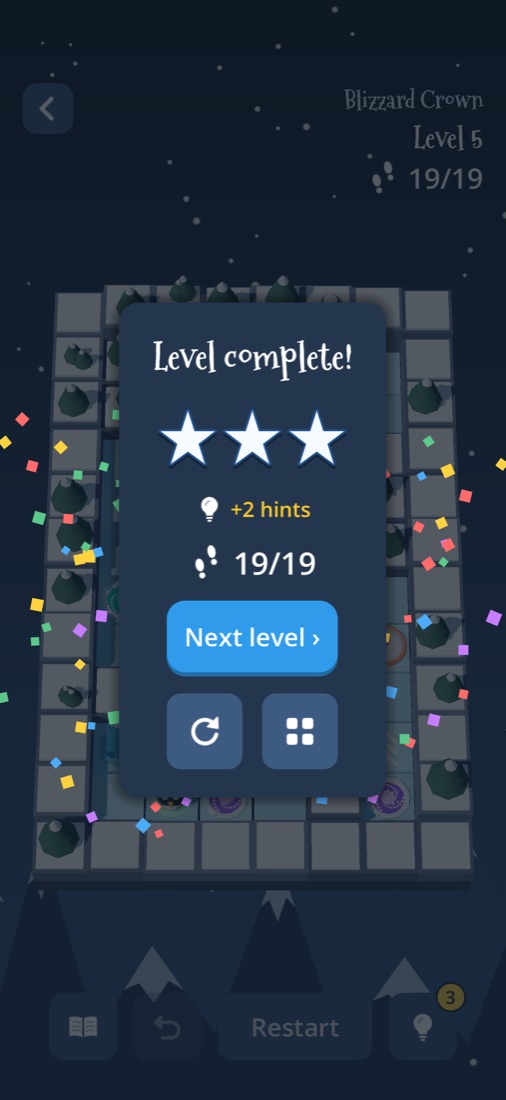 Blizzard Crown
Level 5
19/19
Level complete!
+2 hints
19/19
Next level ›
3
Restart